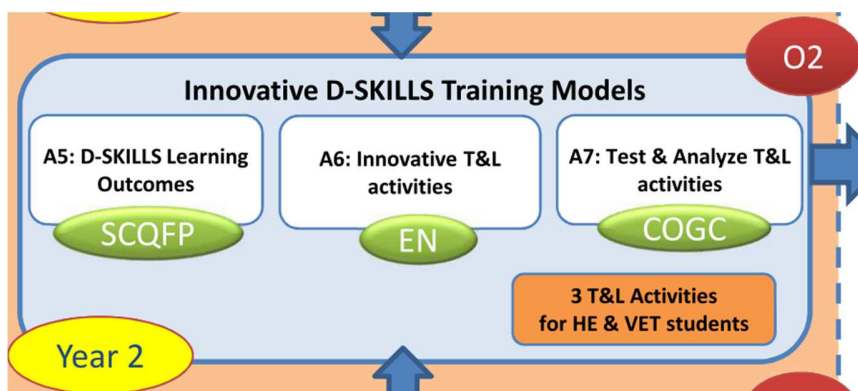 O2
Innovative D-SKILLS Training Models
A5: D-SKILLS Learning
Outcomes
SCQFP
A6: Innovative T&L
activities
EN
A7: Test & Analyze T&L
activities
COGC
3 T&L Activities
for HE & VET students
Year 2